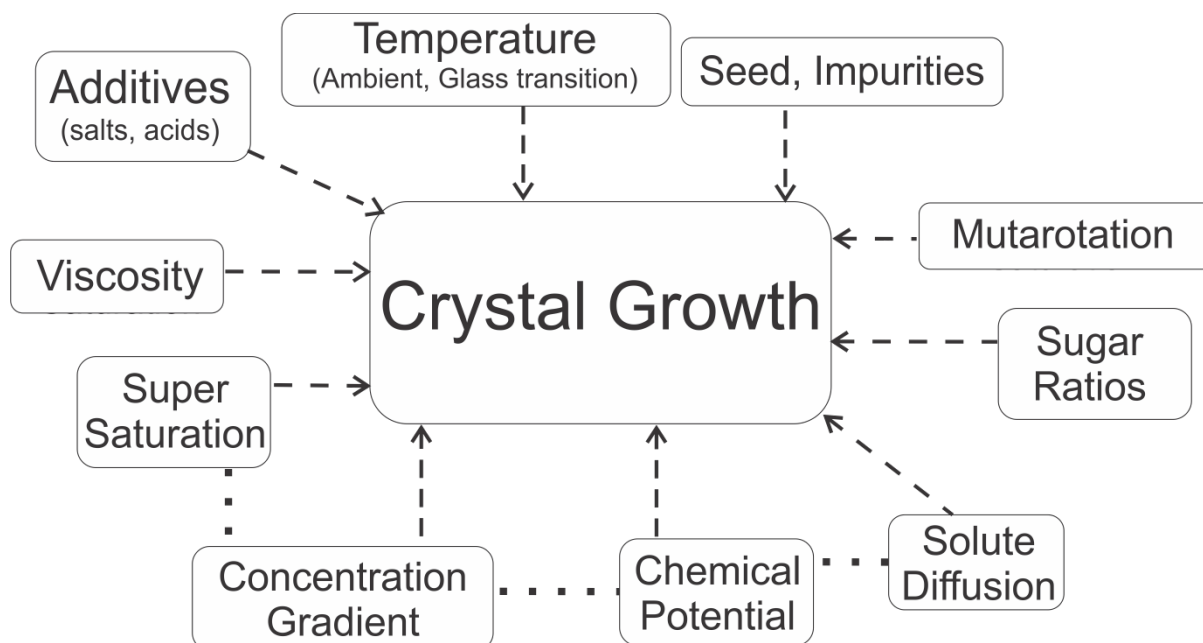 Temperature
(Ambient, Glass transition)
Additives
(salts, acids)
Seed, Impurities
Mutarotation
Viscosity
Crystal Growth
Sugar
Ratios
Super
Saturation
Concentration
Gradient
Chemical
Potential
Solute
Diffusion